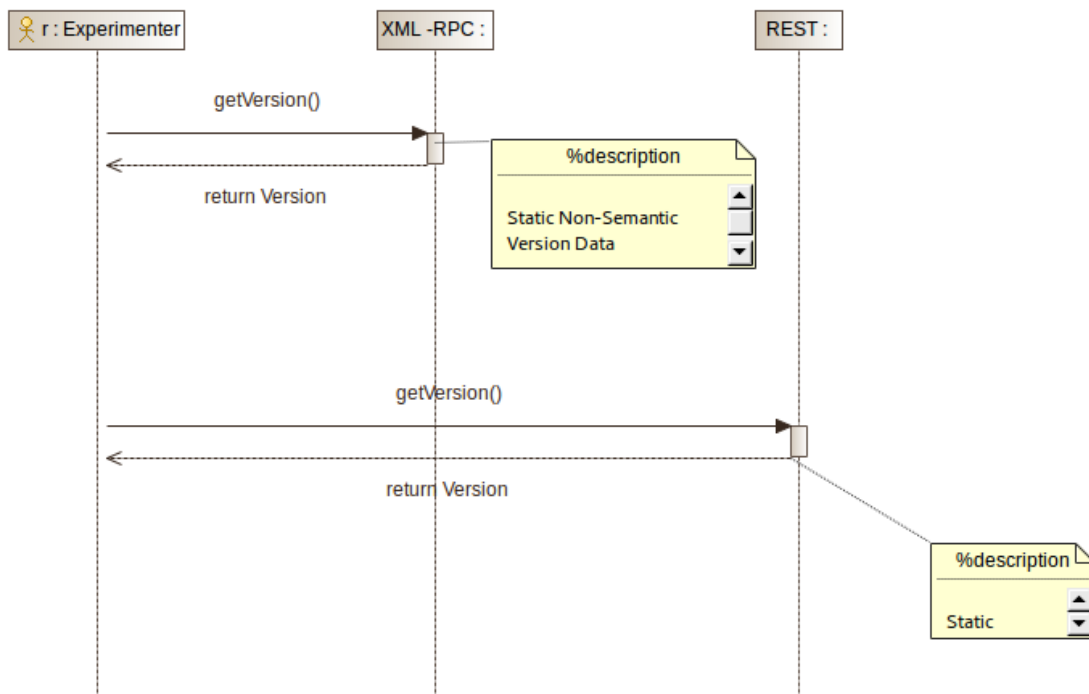 r : Experimenter
XML -RPC :
REST :
getVersion()
return Version
%description
Static Non-Semantic
Version Data
getVersion()
return Version
%description
Static